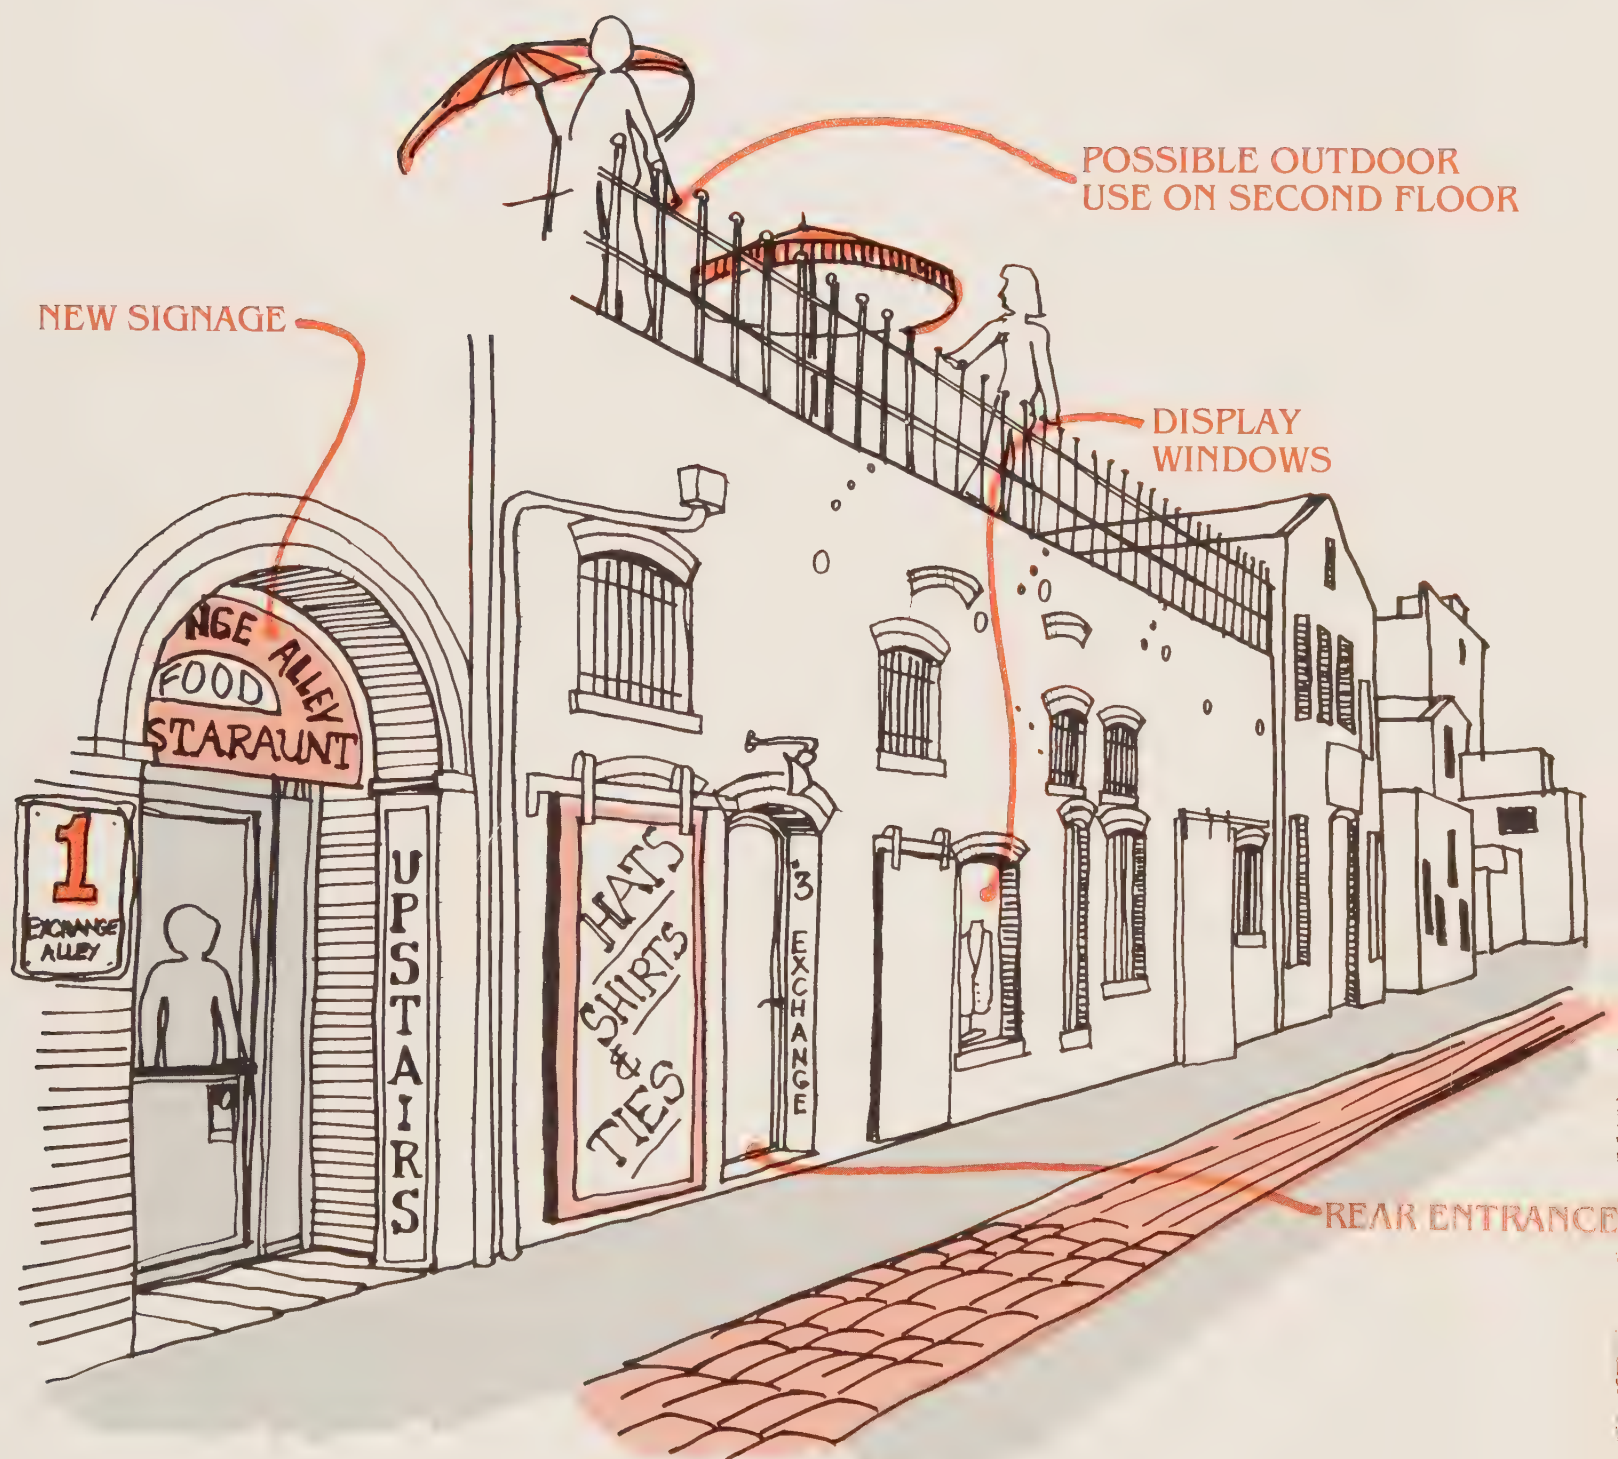 POSSIBLE OUTDOOR
USE ON SECOND FLOOR
NEW SIGNAGE
DISPLAY
WINDOWS
NGE ALLEY
FOOD
STARAUNT
1
EXCHANGE
ALLEY
UPSTAIRS
HATS
SHIRTS
&
TIES
3 EXCHANGE
REAR ENTRANCE